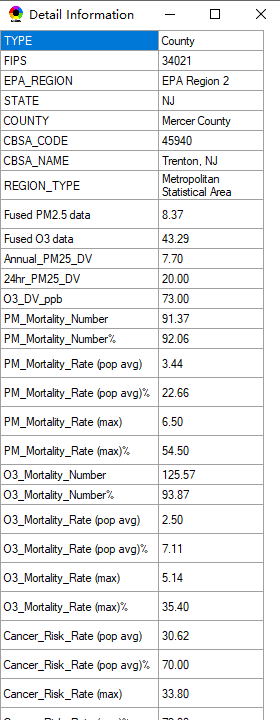 Detail Information
TYPE County
FIPS 34021
EPA_REGION EPA Region 2
STATE NJ
COUNTY Mercer County
CBSA_CODE 45940
CBSA_NAME Trenton, NJ
REGION_TYPE Metropolitan
Statistical Area
Fused PM2.5 data 8.37
Fused O3 data 43.29
Annual_PM25_DV 7.70
24hr_PM25_DV 20.00
O3_DV_ppb 73.00
PM_Mortality_Number 91.37
PM_Mortality_Number% 92.06
PM_Mortality_Rate (pop avg) 3.44
PM_Mortality_Rate (pop avg)% 22.66
PM_Mortality_Rate (max) 6.50
PM_Mortality_Rate (max)% 54.50
O3_Mortality_Number 125.57
O3_Mortality_Number% 93.87
O3_Mortality_Rate (pop avg) 2.50
O3_Mortality_Rate (pop avg)% 7.11
O3_Mortality_Rate (max) 5.14
O3_Mortality_Rate (max)% 35.40
Cancer_Risk_Rate (pop avg) 30.62
Cancer_Risk_Rate (pop avg)% 70.00
Cancer_Risk_Rate (max) 33.80